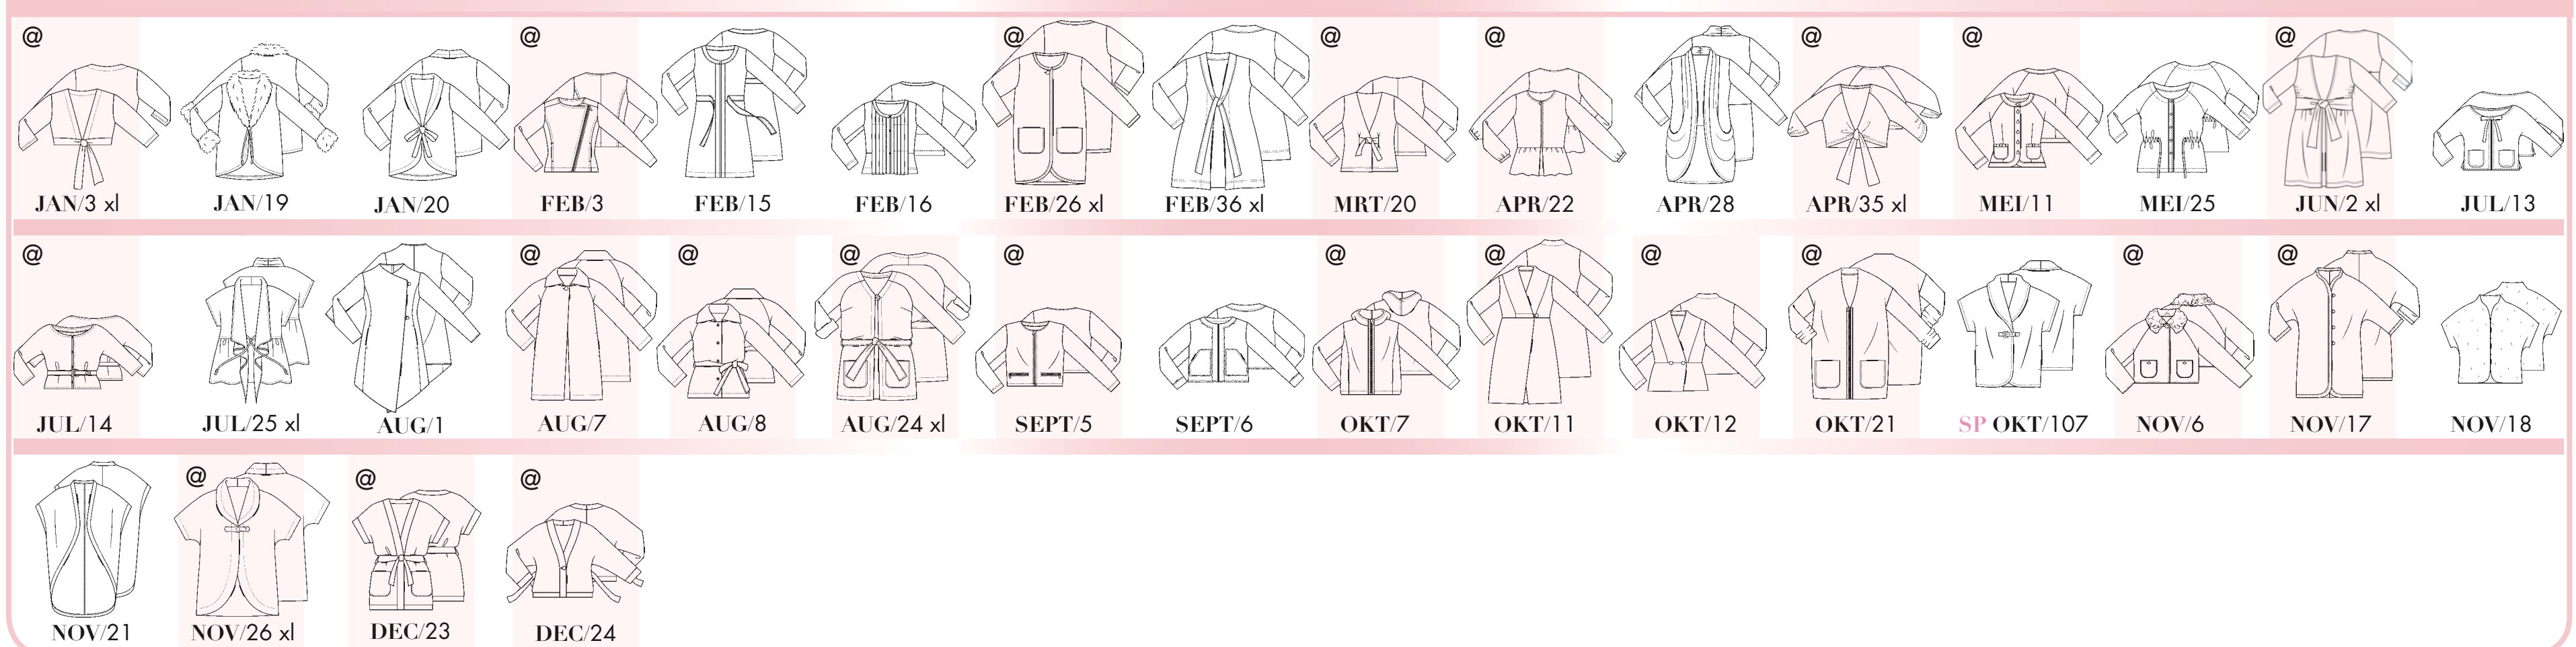 @ @ @ @ @ @ @ @
JAN/3 xl JAN/19 JAN/20 FEB/3 FEB/15 FEB/16 FEB/26 xl FEB/36 xl MRT/20 APR/22 APR/28 APR/35 xl MEI/11 MEI/25 JUN/2 xl JUL/13
@ @ @ @ @ @ @ @ @ @ @
JUL/14 JUL/25 xl AUG/1 AUG/7 AUG/8 AUG/24 xl SEPT/5 SEPT/6 OKT/7 OKT/11 OKT/12 OKT/21 SP OKT/107 NOV/6 NOV/17 NOV/18
@ @ @
NOV/21 NOV/26 xl DEC/23 DEC/24